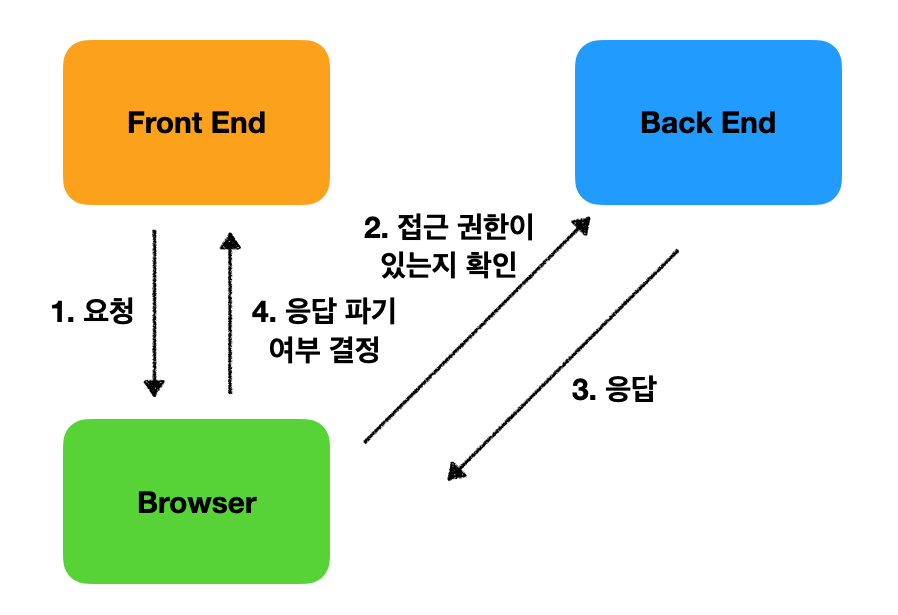 Front End
Back End
2. 접근 권한이
있는지 확인
1. 요청
4. 응답 파기
여부 결정
3. 응답
Browser